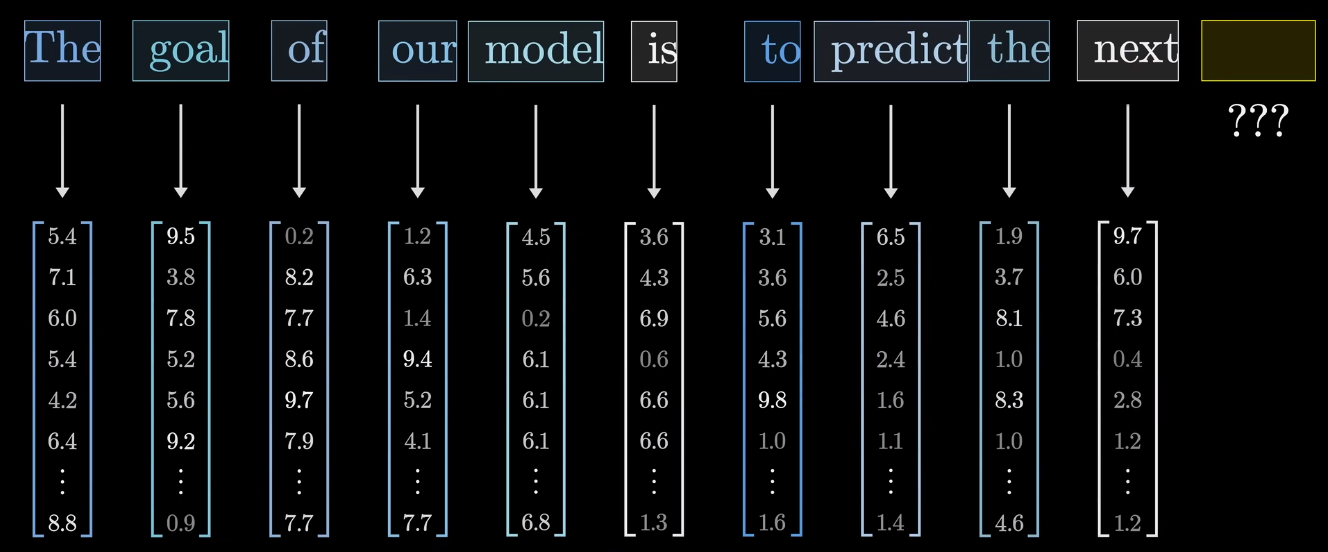 The goal of our model is to predict the next
???
5.4 9.5 0.2 1.2 4.5 3.6 3.1 6.5 1.9 9.7
7.1 3.8 8.2 6.3 5.6 4.3 3.6 2.5 3.7 6.0
6.0 7.8 7.7 1.4 0.2 6.9 5.6 4.6 8.1 7.3
5.4 5.2 8.6 9.4 6.1 0.6 4.3 2.4 1.0 0.4
4.2 5.6 9.7 5.2 6.1 6.6 9.8 1.6 8.3 2.8
6.4 9.2 7.9 4.1 6.1 6.6 1.0 1.1 1.0 1.2
⋮ ⋮ ⋮ ⋮ ⋮ ⋮ ⋮ ⋮ ⋮ ⋮
8.8 0.9 7.7 7.7 6.8 1.3 1.6 1.4 4.6 1.2